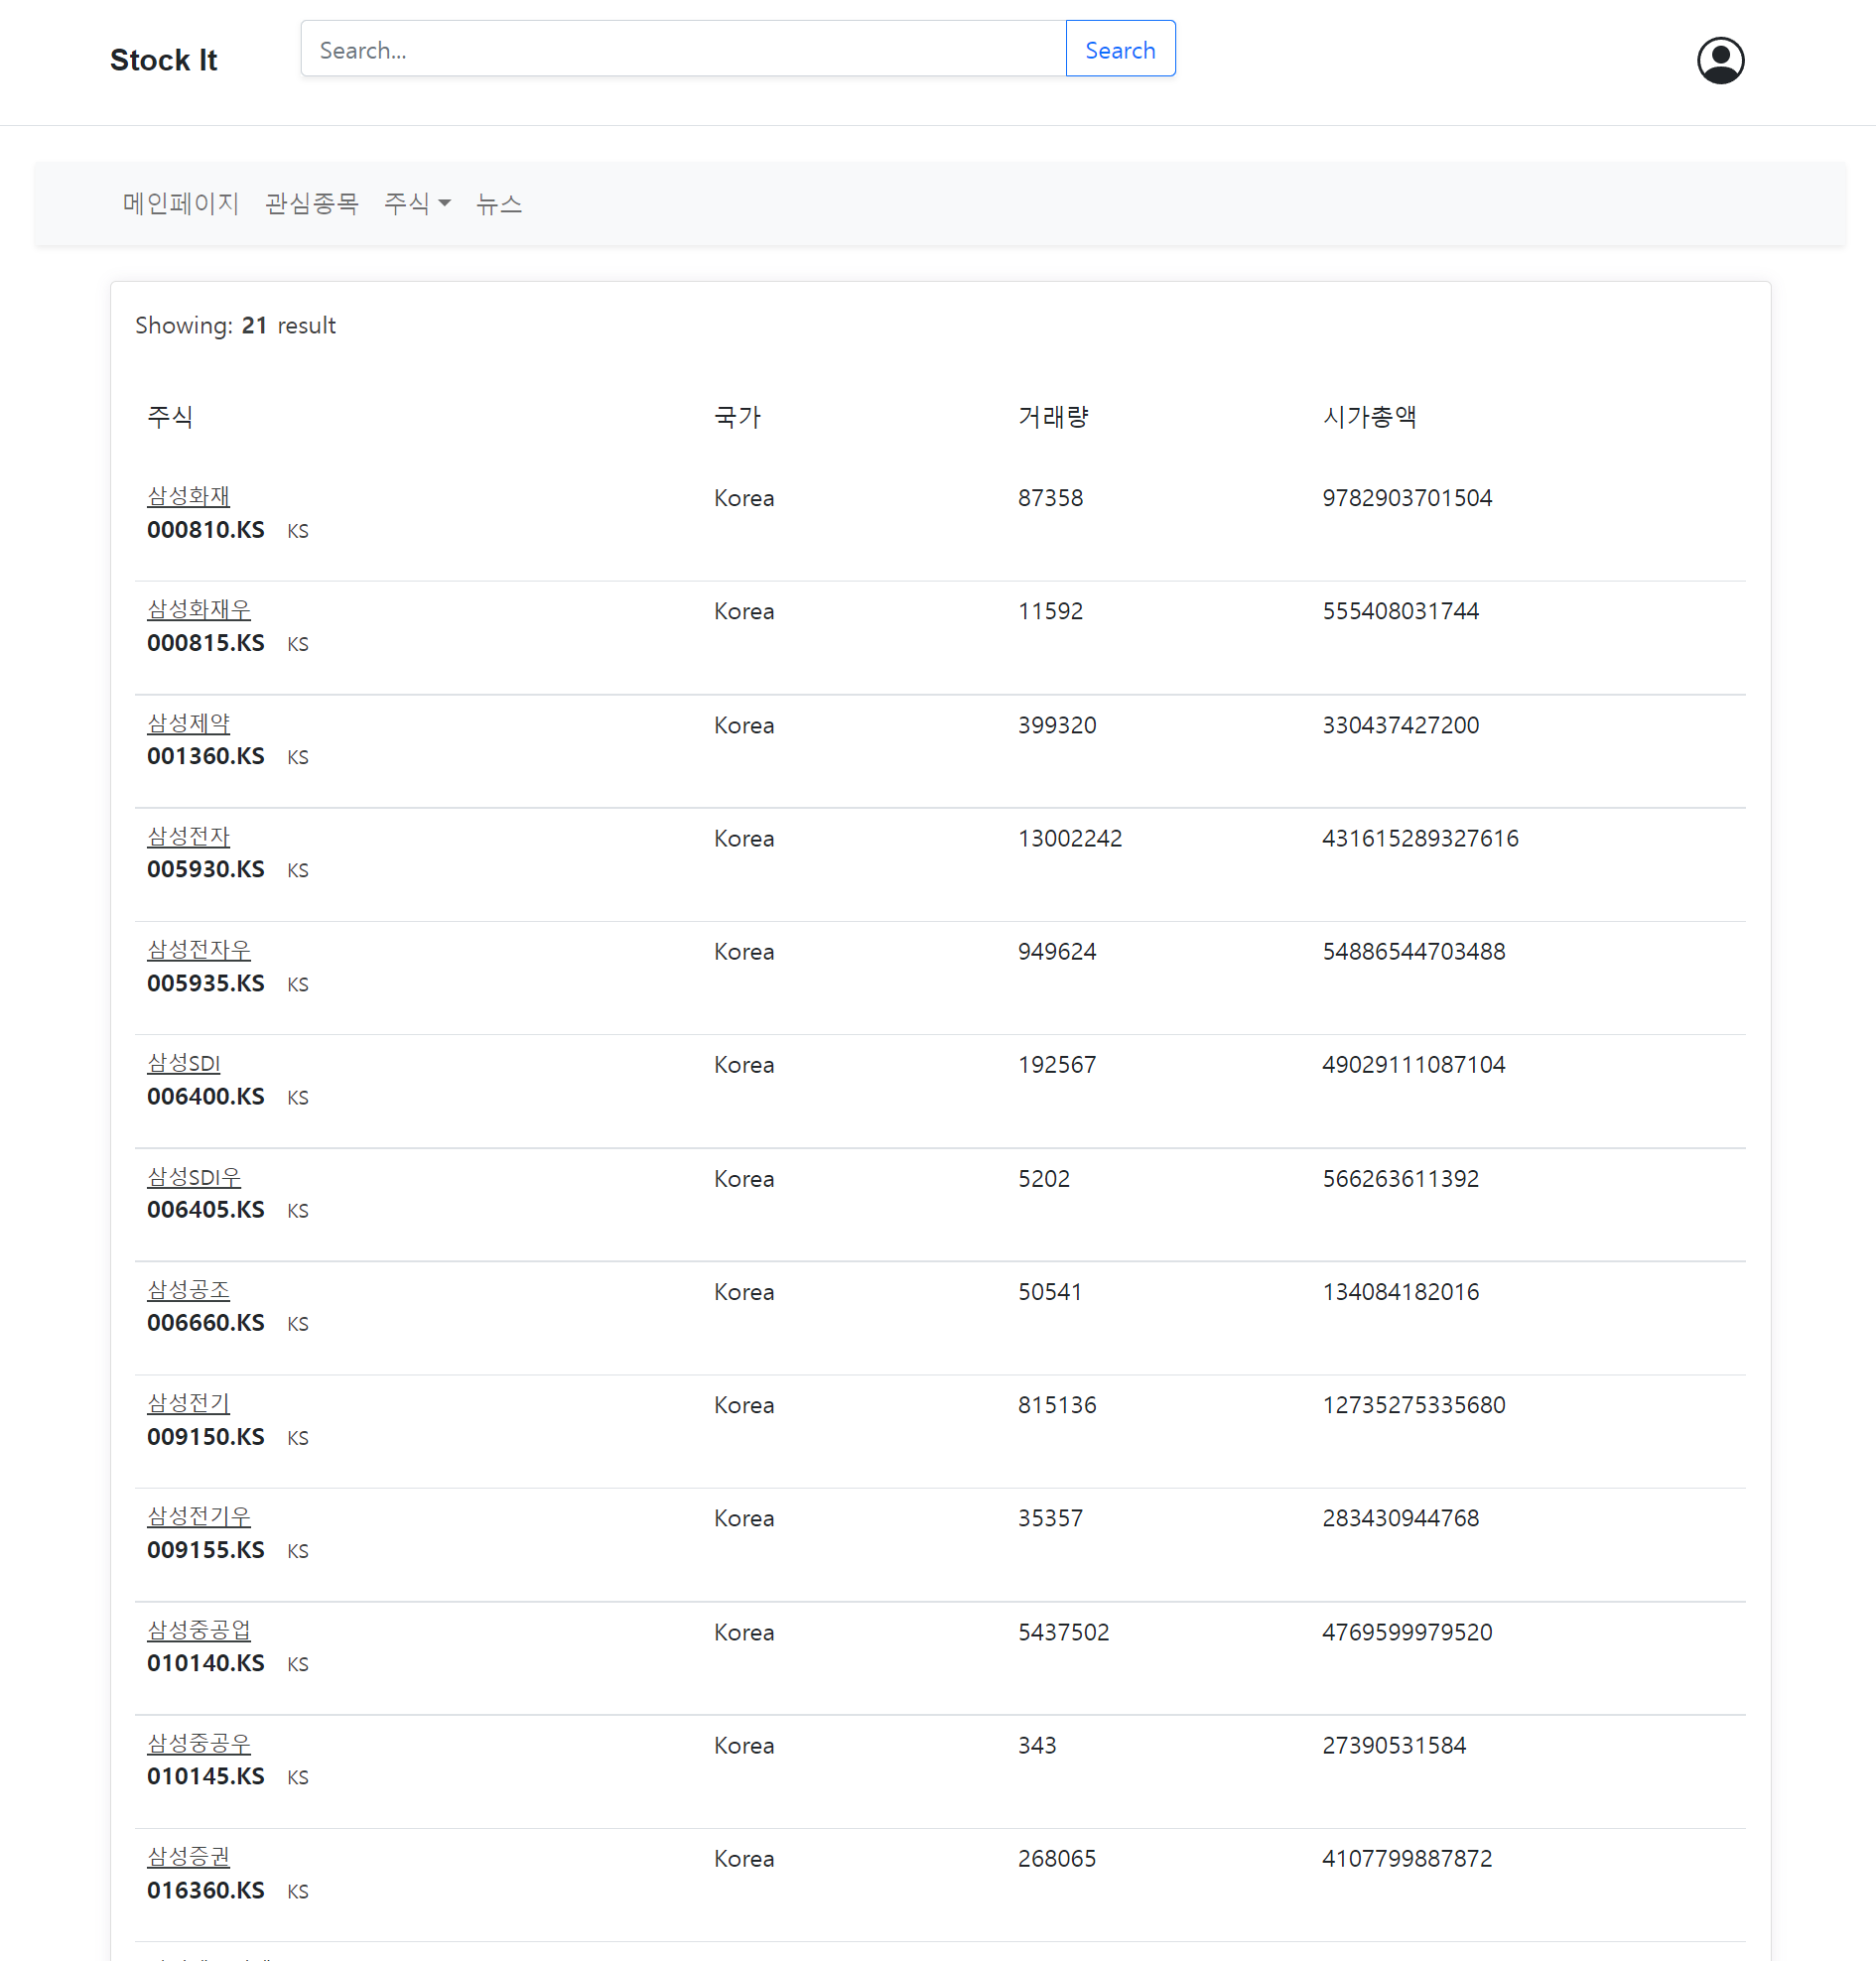 Stock It
Search...
Search
메인페이지 관심종목 주식 뉴스
Showing: 21 result
주식 국가 거래량 시가총액
삼성화재 Korea 87358 9782903701504
000810.KS KS
삼성화재우 Korea 11592 555408031744
000815.KS KS
삼성제약 Korea 399320 330437427200
001360.KS KS
삼성전자 Korea 13002242 431615289327616
005930.KS KS
삼성전자우 Korea 949624 54886544703488
005935.KS KS
삼성SDI Korea 192567 49029111087104
006400.KS KS
삼성SDI우 Korea 5202 566263611392
006405.KS KS
삼성공조 Korea 50541 134084182016
006660.KS KS
삼성전기 Korea 815136 12735275335680
009150.KS KS
삼성전기우 Korea 35357 283430944768
009155.KS KS
삼성중공업 Korea 5437502 4769599979520
010140.KS KS
삼성중공우 Korea 343 27390531584
010145.KS KS
삼성증권 Korea 268065 4107799887872
016360.KS KS